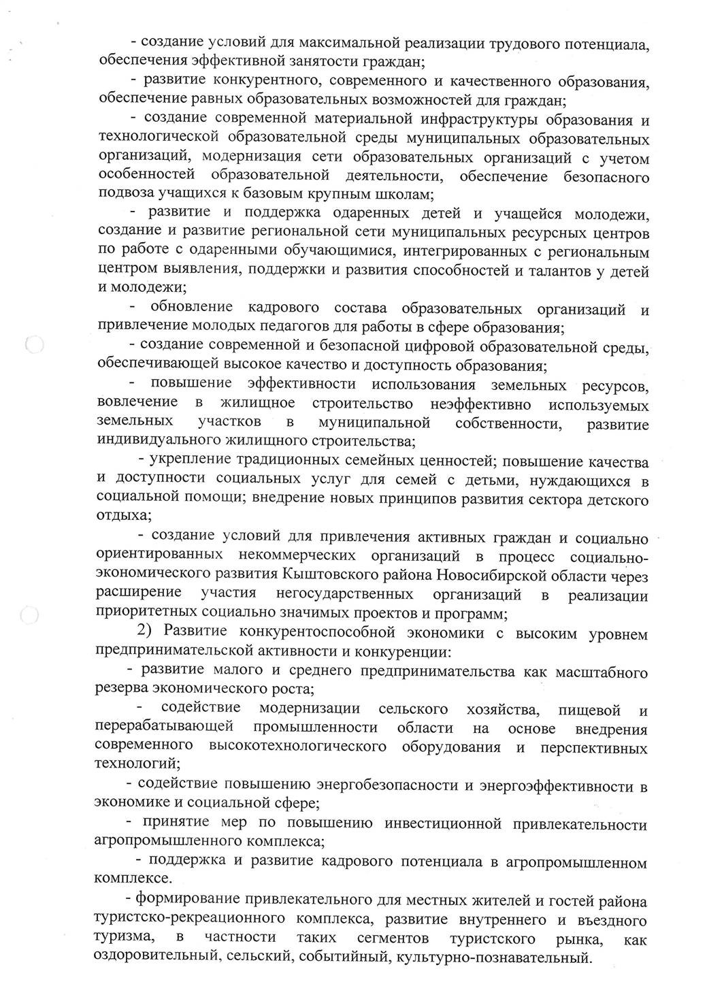 - создание условий для максимальной реализации трудового потенциала,
обеспечения эффективной занятости граждан;
- развитие конкурентного, современного и качественного образования,
обеспечение равных образовательных возможностей для граждан;
- создание современной материальной инфраструктуры образования и
технологической образовательной среды муниципальных образовательных
организаций, модернизация сети образовательных организаций с учетом
особенностей образовательной деятельности, обеспечение безопасного
подвоза учащихся к базовым крупным школам;
- развитие и поддержка одаренных детей и учащейся молодежи,
создание и развитие региональной сети муниципальных ресурсных центров
по работе с одаренными обучающимися, интегрированных с региональным
центром выявления, поддержки и развития способностей и талантов у детей
и молодежи;
- обновление кадрового состава образовательных организаций и
привлечение молодых педагогов для работы в сфере образования;
- создание современной и безопасной цифровой образовательной среды,
обеспечивающей высокое качество и доступность образования;
- повышение эффективности использования земельных ресурсов,
вовлечение в жилищное строительство неэффективно используемых
земельных участков в муниципальной собственности, развитие
индивидуального жилищного строительства;
- укрепление традиционных семейных ценностей; повышение качества
и доступности социальных услуг для семей с детьми, нуждающихся в
социальной помощи; внедрение новых принципов развития сектора детского
отдыха;
- создание условий для привлечения активных граждан и социально
ориентированных некоммерческих организаций в процесс социально-
экономического развития Кыштовского района Новосибирской области через
расширение участия негосударственных организаций в реализации
приоритетных социально значимых проектов и программ;
2) Развитие конкурентоспособной экономики с высоким уровнем
предпринимательской активности и конкуренции:
- развитие малого и среднего предпринимательства как масштабного
резерва экономического роста;
- содействие модернизации сельского хозяйства, пищевой и
перерабатывающей промышленности области на основе внедрения
современного высокотехнологического оборудования и перспективных
технологий;
- содействие повышению энергобезопасности и энергоэффективности в
экономике и социальной сфере;
- принятие мер по повышению инвестиционной привлекательности
агропромышленного комплекса;
- поддержка и развитие кадрового потенциала в агропромышленном
комплексе.
- формирование привлекательного для местных жителей и гостей района
туристско-рекреационного комплекса, развитие внутреннего и въездного
туризма, в частности таких сегментов туристского рынка, как
оздоровительный, сельский, событийный, культурно-познавательный.